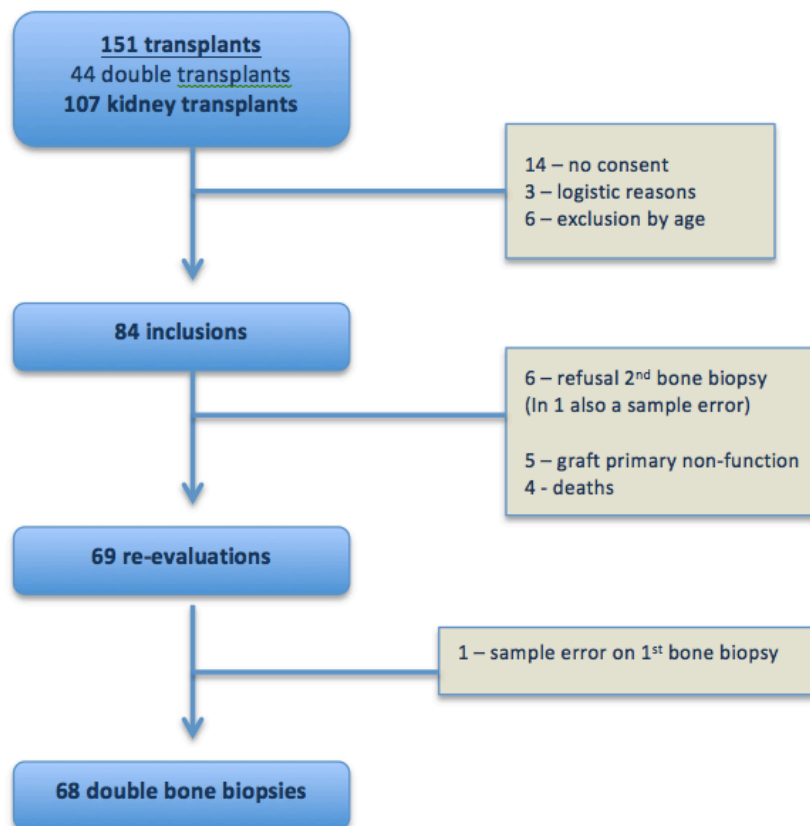 151 transplants
44 double transplants
107 kidney transplants
14 – no consent
3 – logistic reasons
6 – exclusion by age
84 inclusions
6 – refusal 2nd bone biopsy
(In 1 also a sample error)
5 – graft primary non-function
4 - deaths
69 re-evaluations
1 – sample error on 1st bone biopsy
68 double bone biopsies